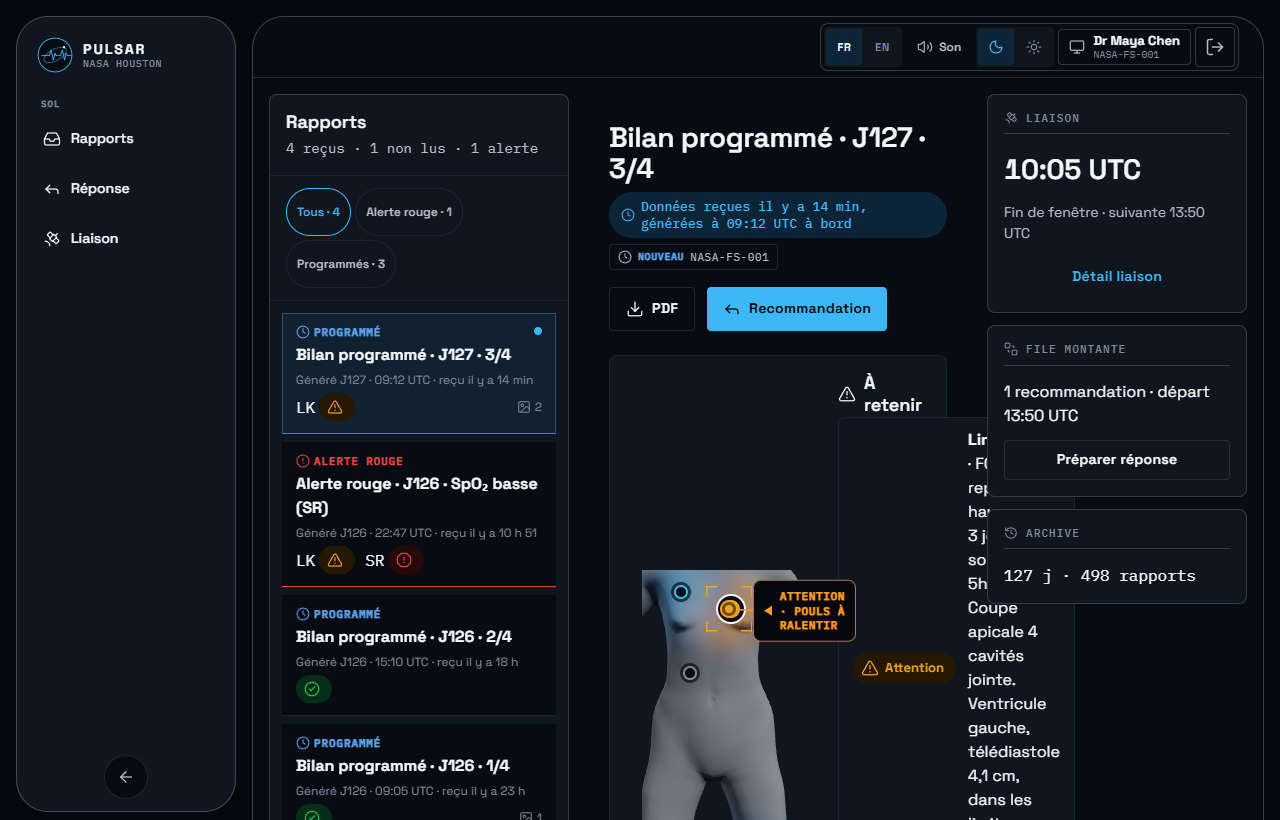 PULSAR
NASA HOUSTON
SOL
Rapports
Réponse
Liaison
FR
EN
Son
Dr Maya Chen
NASA-FS-001
Rapports
4 reçus · 1 non lus · 1 alerte
Tous · 4
Alerte rouge · 1
Programmés · 3
PROGRAMMÉ
Bilan programmé · J127 · 3/4
Généré J127 · 09:12 UTC · reçu il y a 14 min
LK
2
ALERTE ROUGE
Alerte rouge · J126 · SpO₂ basse
(SR)
Généré J126 · 22:47 UTC · reçu il y a 10 h 51
LK
SR
PROGRAMMÉ
Bilan programmé · J126 · 2/4
Généré J126 · 15:10 UTC · reçu il y a 18 h
PROGRAMMÉ
Bilan programmé · J126 · 1/4
Généré J126 · 09:05 UTC · reçu il y a 23 h
1
Bilan programmé · J127 ·
3/4
Données reçues il y a 14 min,
générées à 09:12 UTC à bord
NOUVEAU NASA-FS-001
PDF
Recommandation
À
retenir
ATTENTION
· POULS À
RALENTIR
Attention
3 j
5h
Coupe
apicale 4
cavités
jointe.
Ventricule
gauche,
télédiastole
4,1 cm,
dans les
LIAISON
10:05 UTC
Fin de fenêtre · suivante 13:50
UTC
Détail liaison
FILE MONTANTE
1 recommandation · départ
13:50 UTC
Préparer réponse
ARCHIVE
127 j · 498 rapports